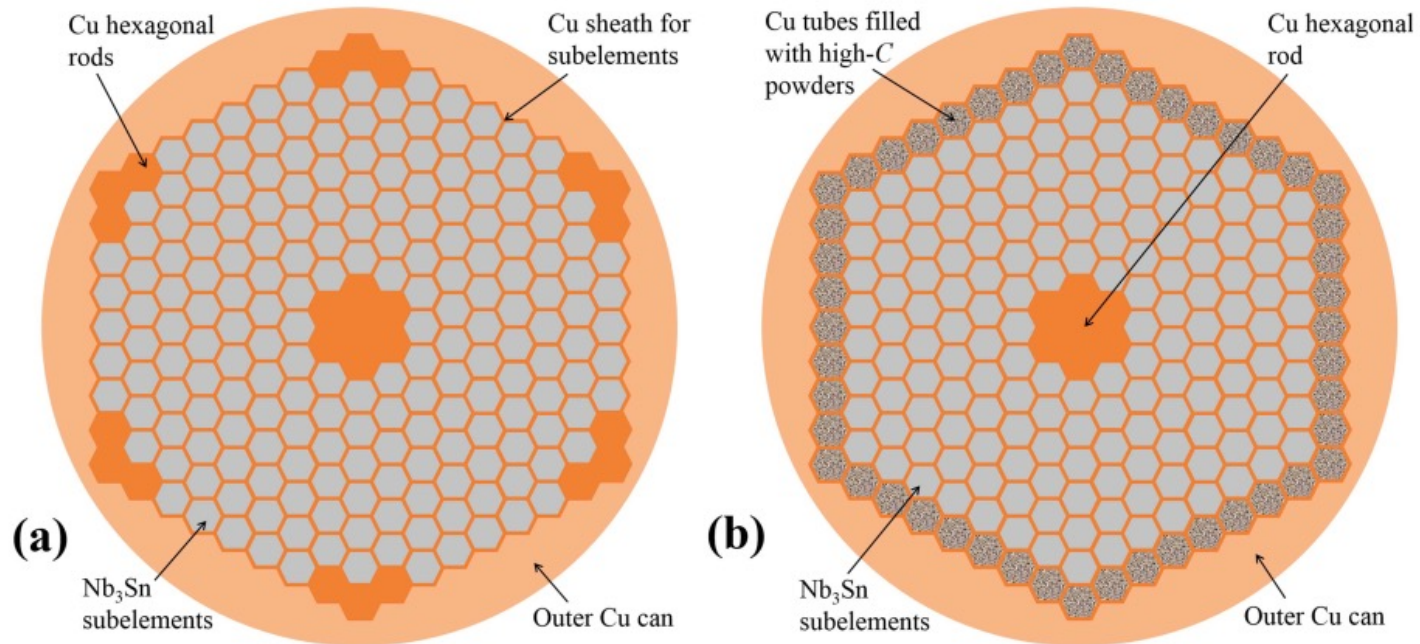 Cu hexagonal
rods
Cu sheath for
subelements
(a)
Nb₃Sn
subelements
Outer Cu can
Cu tubes filled
with high-C
powders
Cu hexagonal
rod
(b)
Nb₃Sn
subelements
Outer Cu can